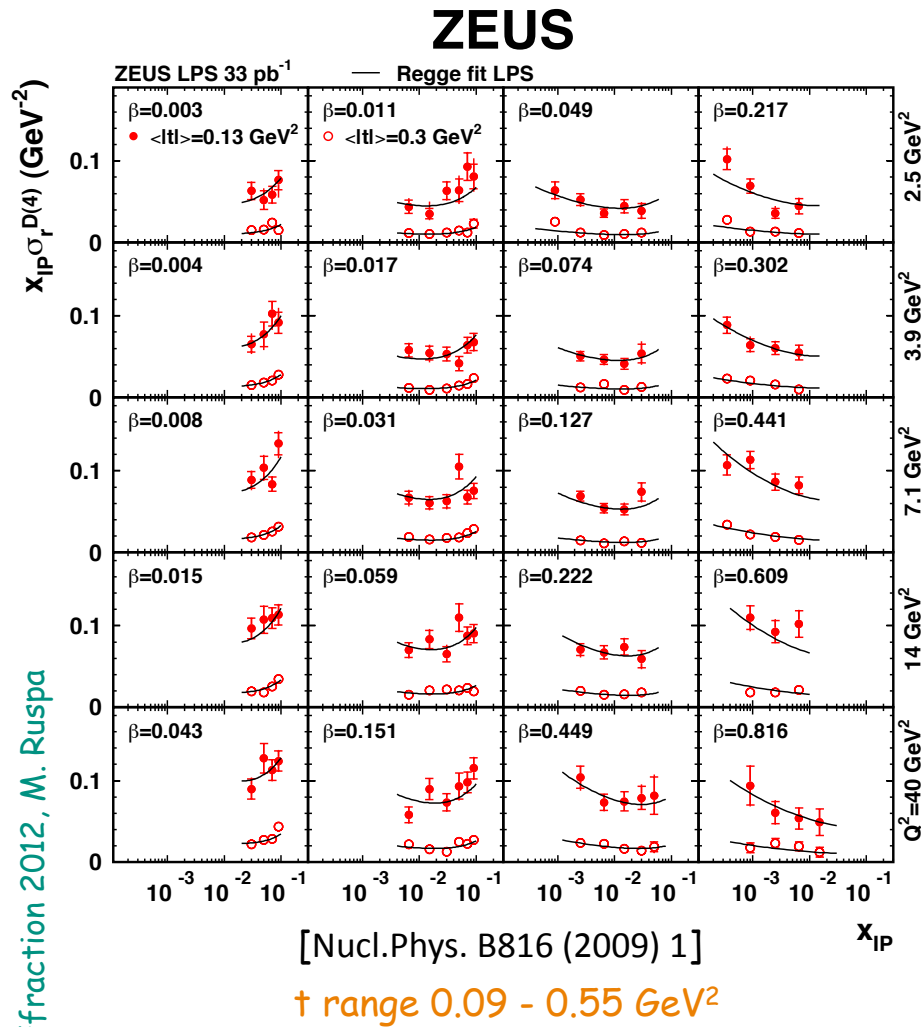 ZEUS
ZEUS LPS 33 pb⁻¹ — Regge fit LPS
x_IP σ_r^D(4) (GeV⁻²)
β=0.003 β=0.011 β=0.049 β=0.217 2.5 GeV²
<|t|>=0.13 GeV² <|t|>=0.3 GeV²
0.1
0
β=0.004 β=0.017 β=0.074 β=0.302 3.9 GeV²
0.1
0
β=0.008 β=0.031 β=0.127 β=0.441 7.1 GeV²
0.1
0
β=0.015 β=0.059 β=0.222 β=0.609 14 GeV²
0.1
0
β=0.043 β=0.151 β=0.449 β=0.816 Q²=40 GeV²
0.1
0
10⁻³ 10⁻² 10⁻¹ 10⁻³ 10⁻² 10⁻¹ 10⁻³ 10⁻² 10⁻¹ 10⁻³ 10⁻² 10⁻¹
x_IP
[Nucl.Phys. B816 (2009) 1]
t range 0.09 - 0.55 GeV²
ffraction 2012, M. Ruspa